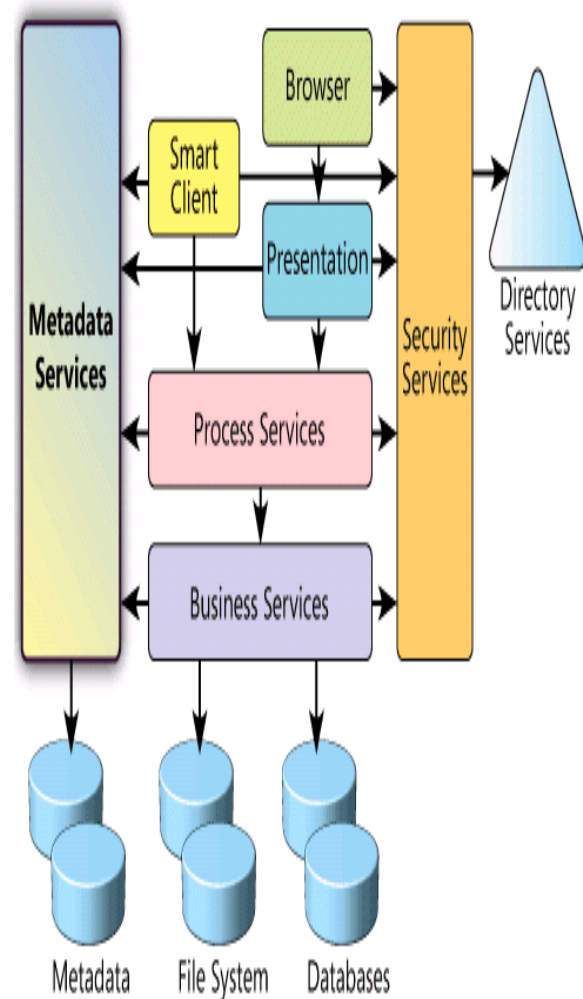 Browser
Smart
Client
Presentation
Directory
Services
Metadata
Services
Security
Services
Process Services
Business Services
Metadata
File System
Databases